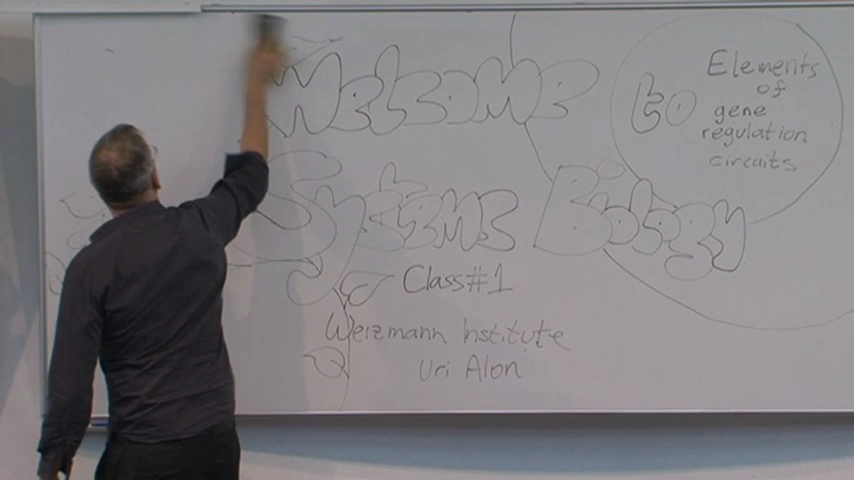 Welcome to
Systems Biology
Class#1
Weizmann Institute
Uri Alon
Elements
of
gene
regulation
circuits